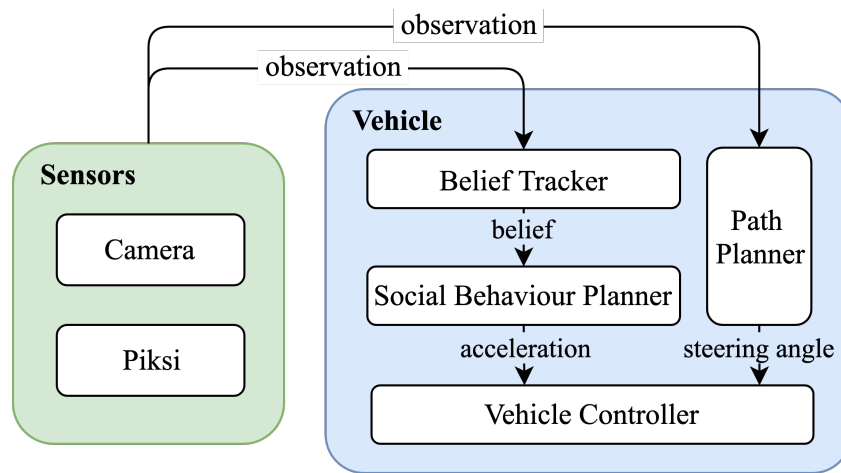 observation
observation
Vehicle
Sensors
Belief Tracker
Camera
belief
Path
Planner
Social Behaviour Planner
Piksi
acceleration
steering angle
Vehicle Controller